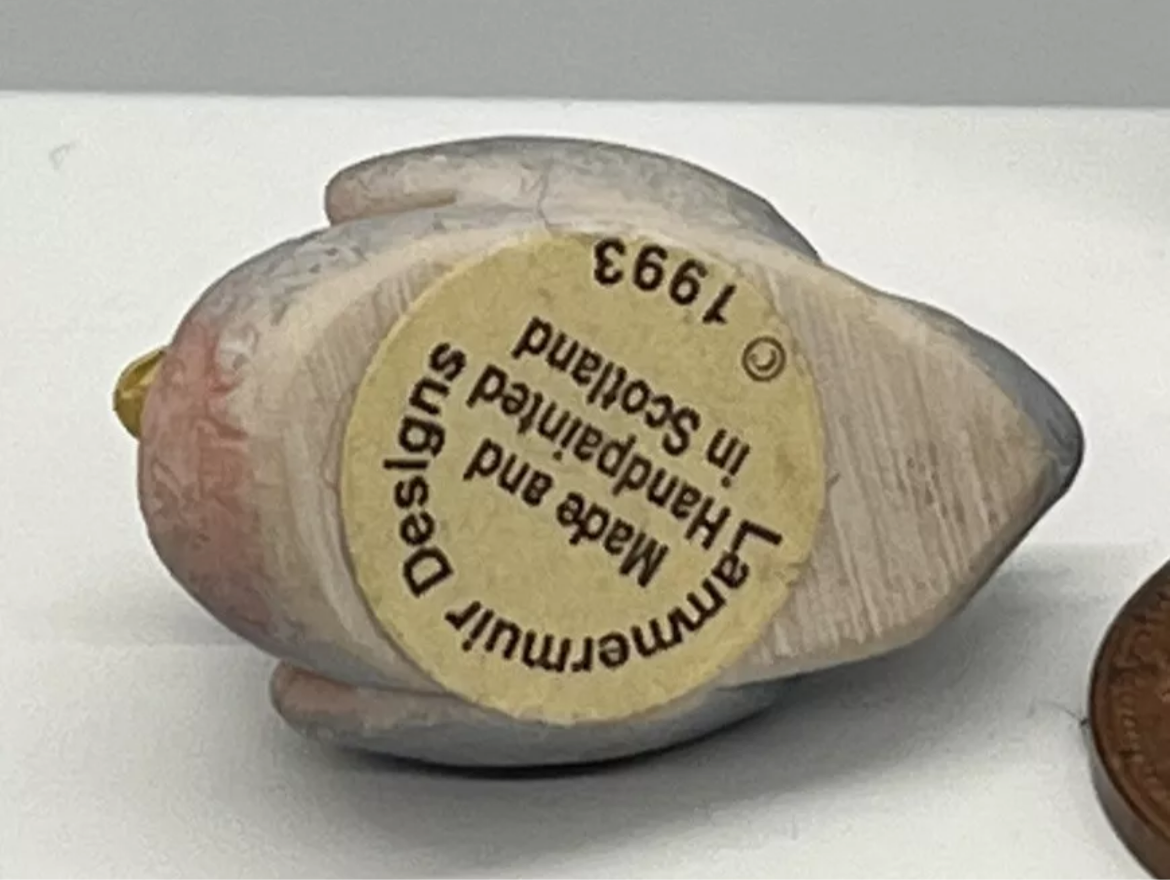 Lammermuir Designs
Made and
Handpainted
in Scotland
© 1993